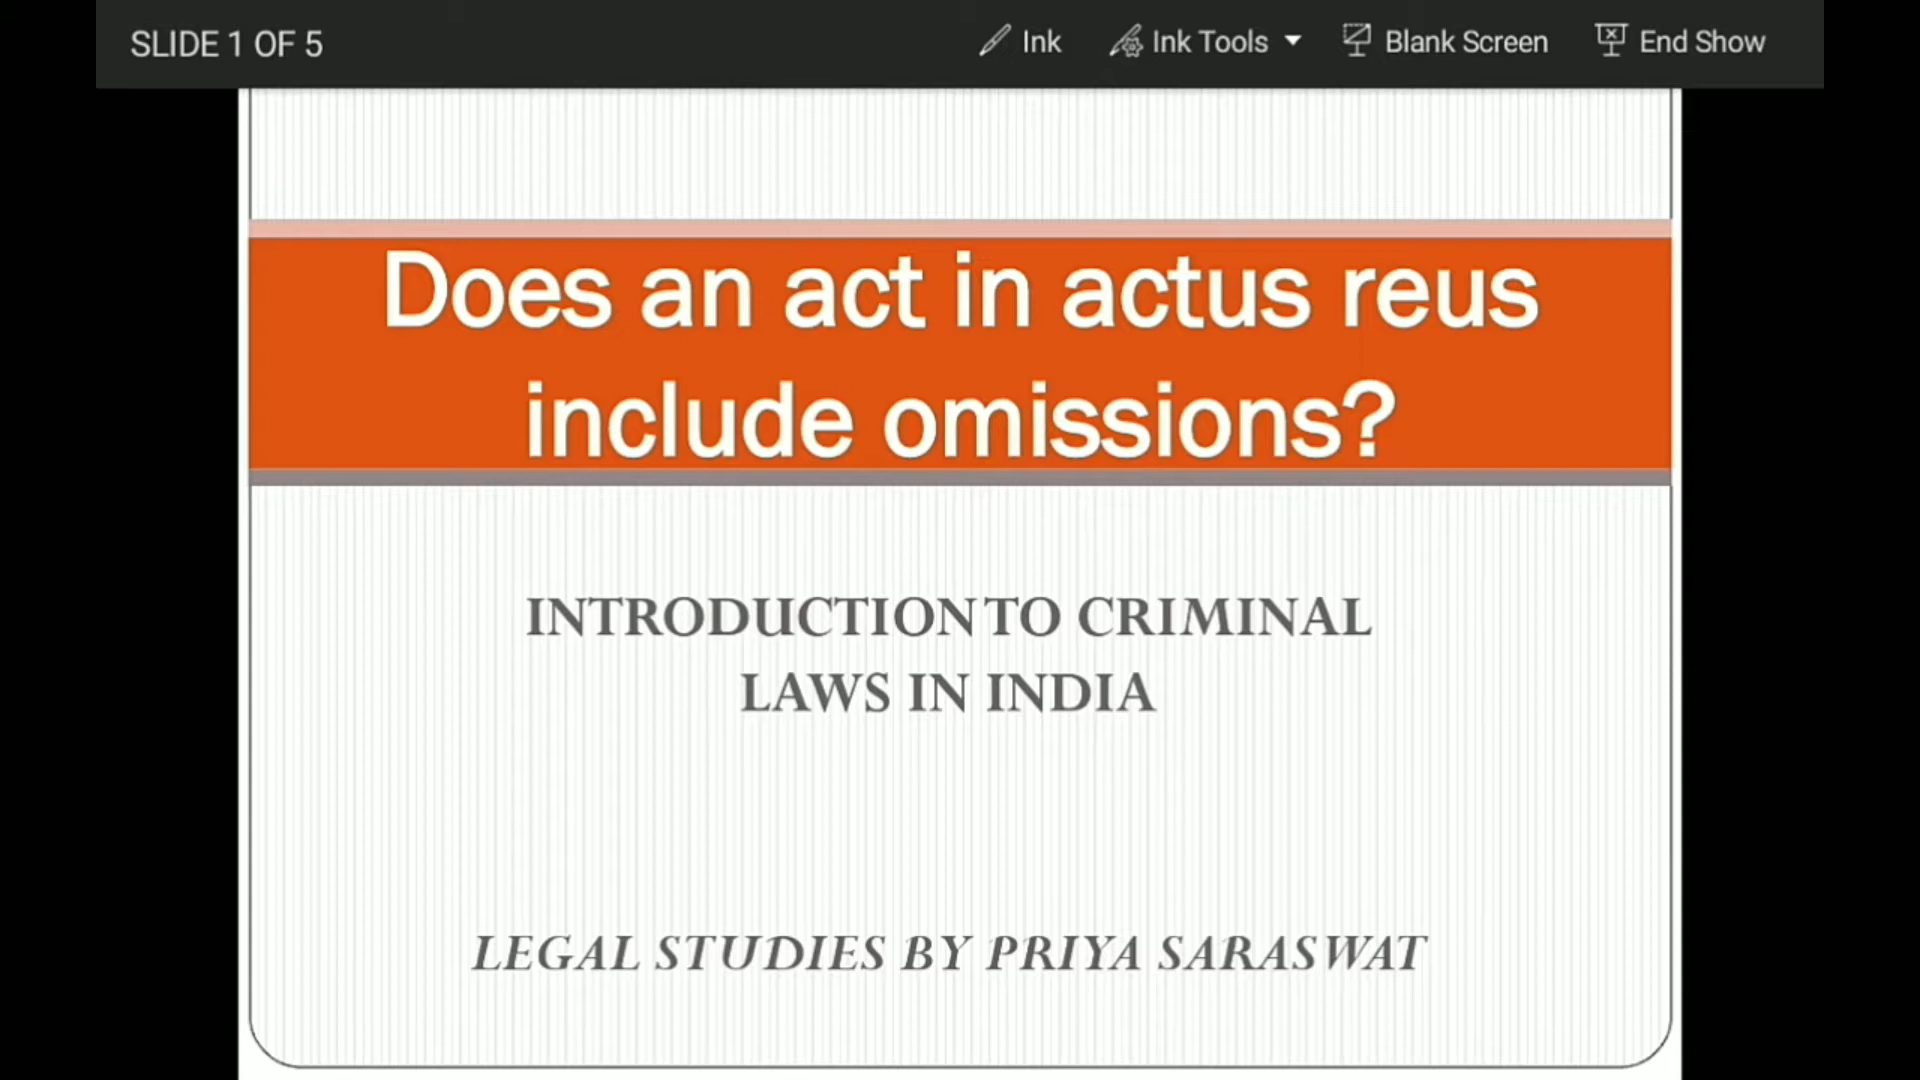 SLIDE 1 OF 5 Ink Ink Tools Blank Screen End Show
Does an act in actus reus
include omissions?
INTRODUCTION TO CRIMINAL
LAWS IN INDIA
LEGAL STUDIES BY PRIYA SARASWAT